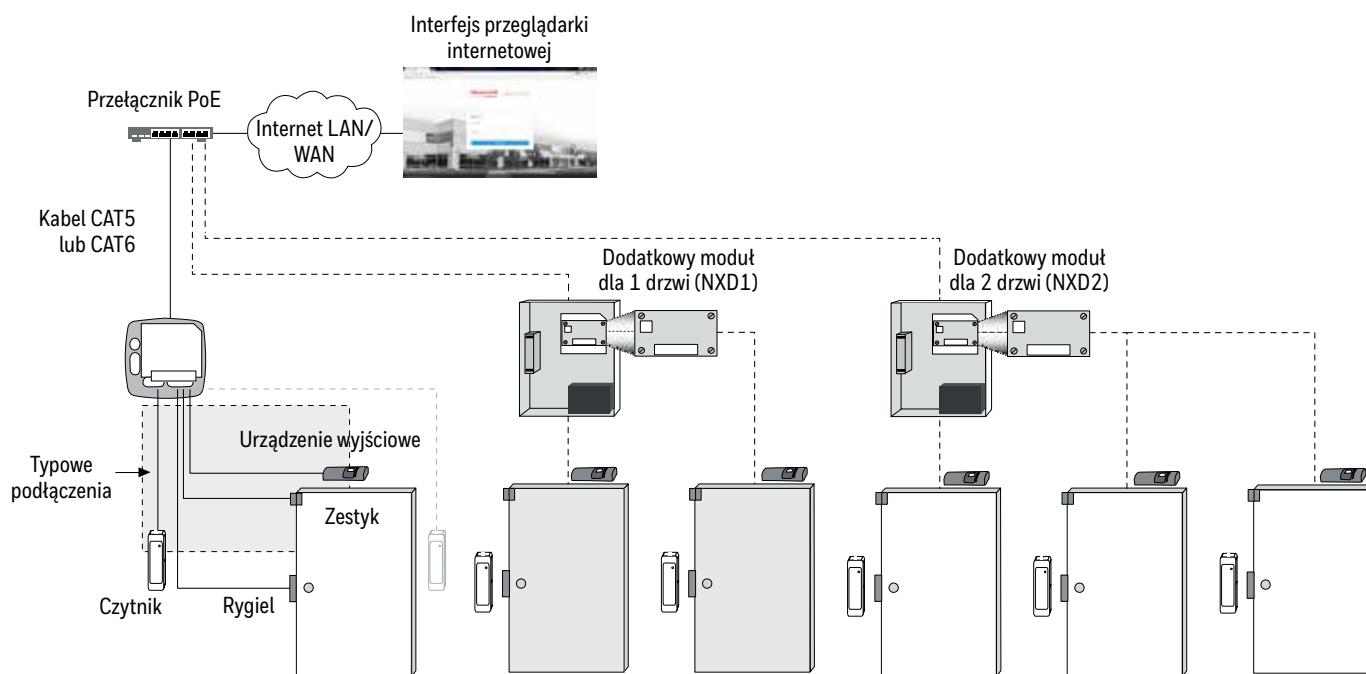 Interfejs przeglądarki
internetowej
Przełącznik PoE
Internet LAN/
WAN
Kabel CAT5
lub CAT6
Dodatkowy moduł
dla 1 drzwi (NXD1)
Dodatkowy moduł
dla 2 drzwi (NXD2)
Urządzenie wyjściowe
Typowe
podłączenia
Zestyk
Czytnik
Rygiel